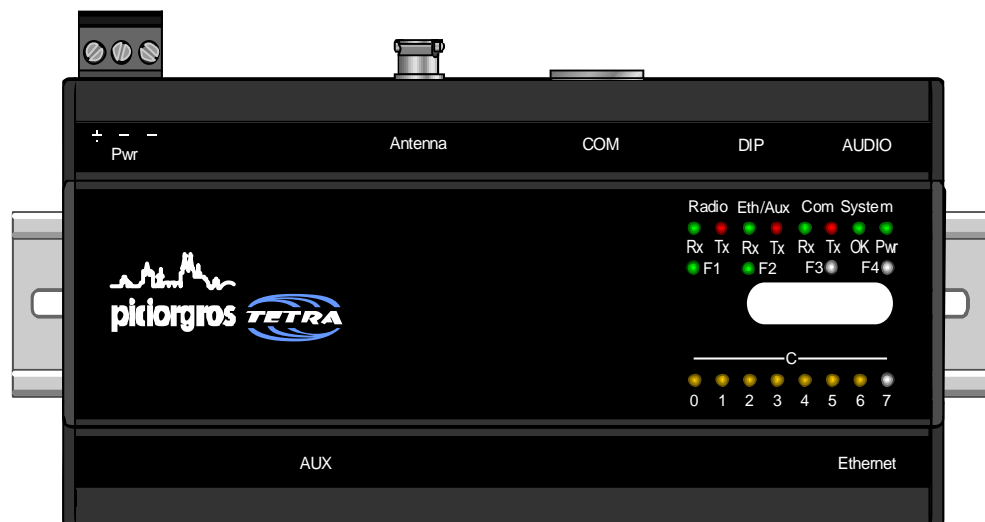 + − −
Pwr
Antenna
COM
DIP
AUDIO
Radio Eth/Aux Com System
Rx Tx Rx Tx Rx Tx OK Pwr
F1 F2 F3 F4
piciorgros TETRA
C
0 1 2 3 4 5 6 7
AUX
Ethernet